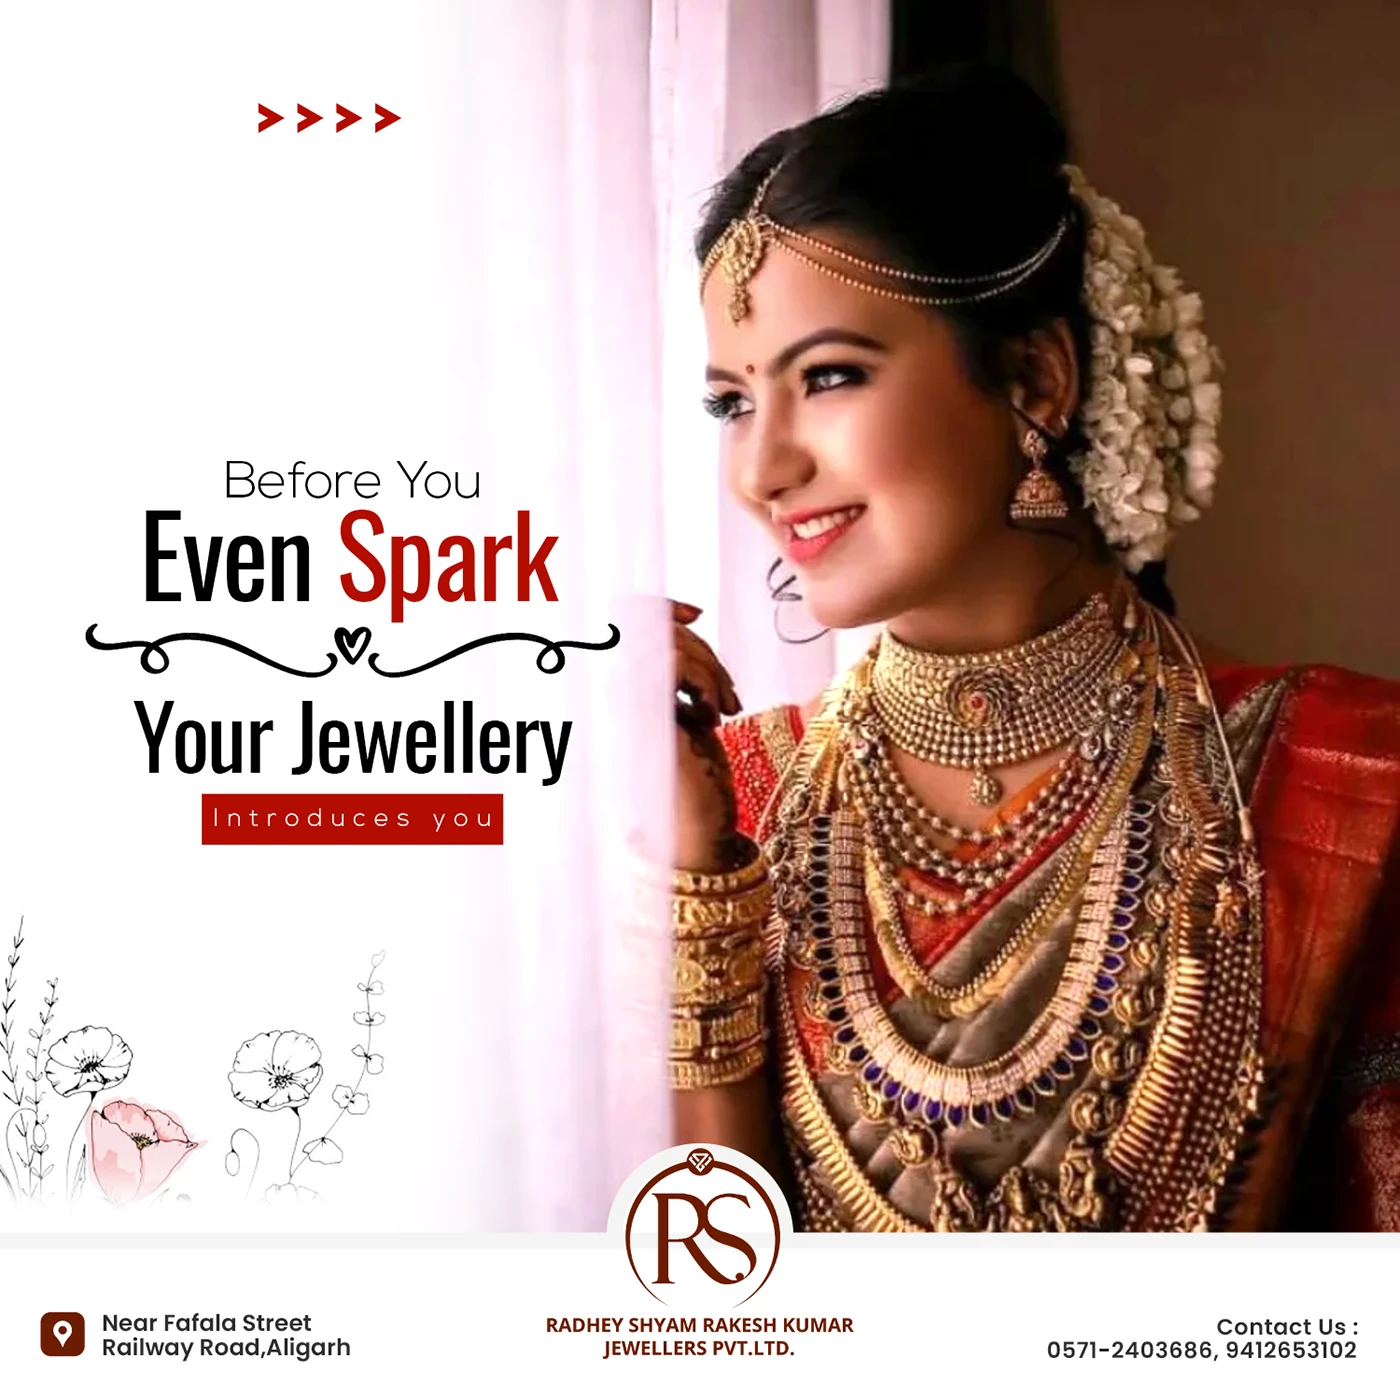 >>>>
Before You
Even Spark
Your Jewellery
Introduces you
RS.
RADHEY SHYAM RAKESH KUMAR
JEWELLERS PVT.LTD.
Near Fafala Street
Railway Road,Aligarh
Contact Us :
0571-2403686, 9412653102